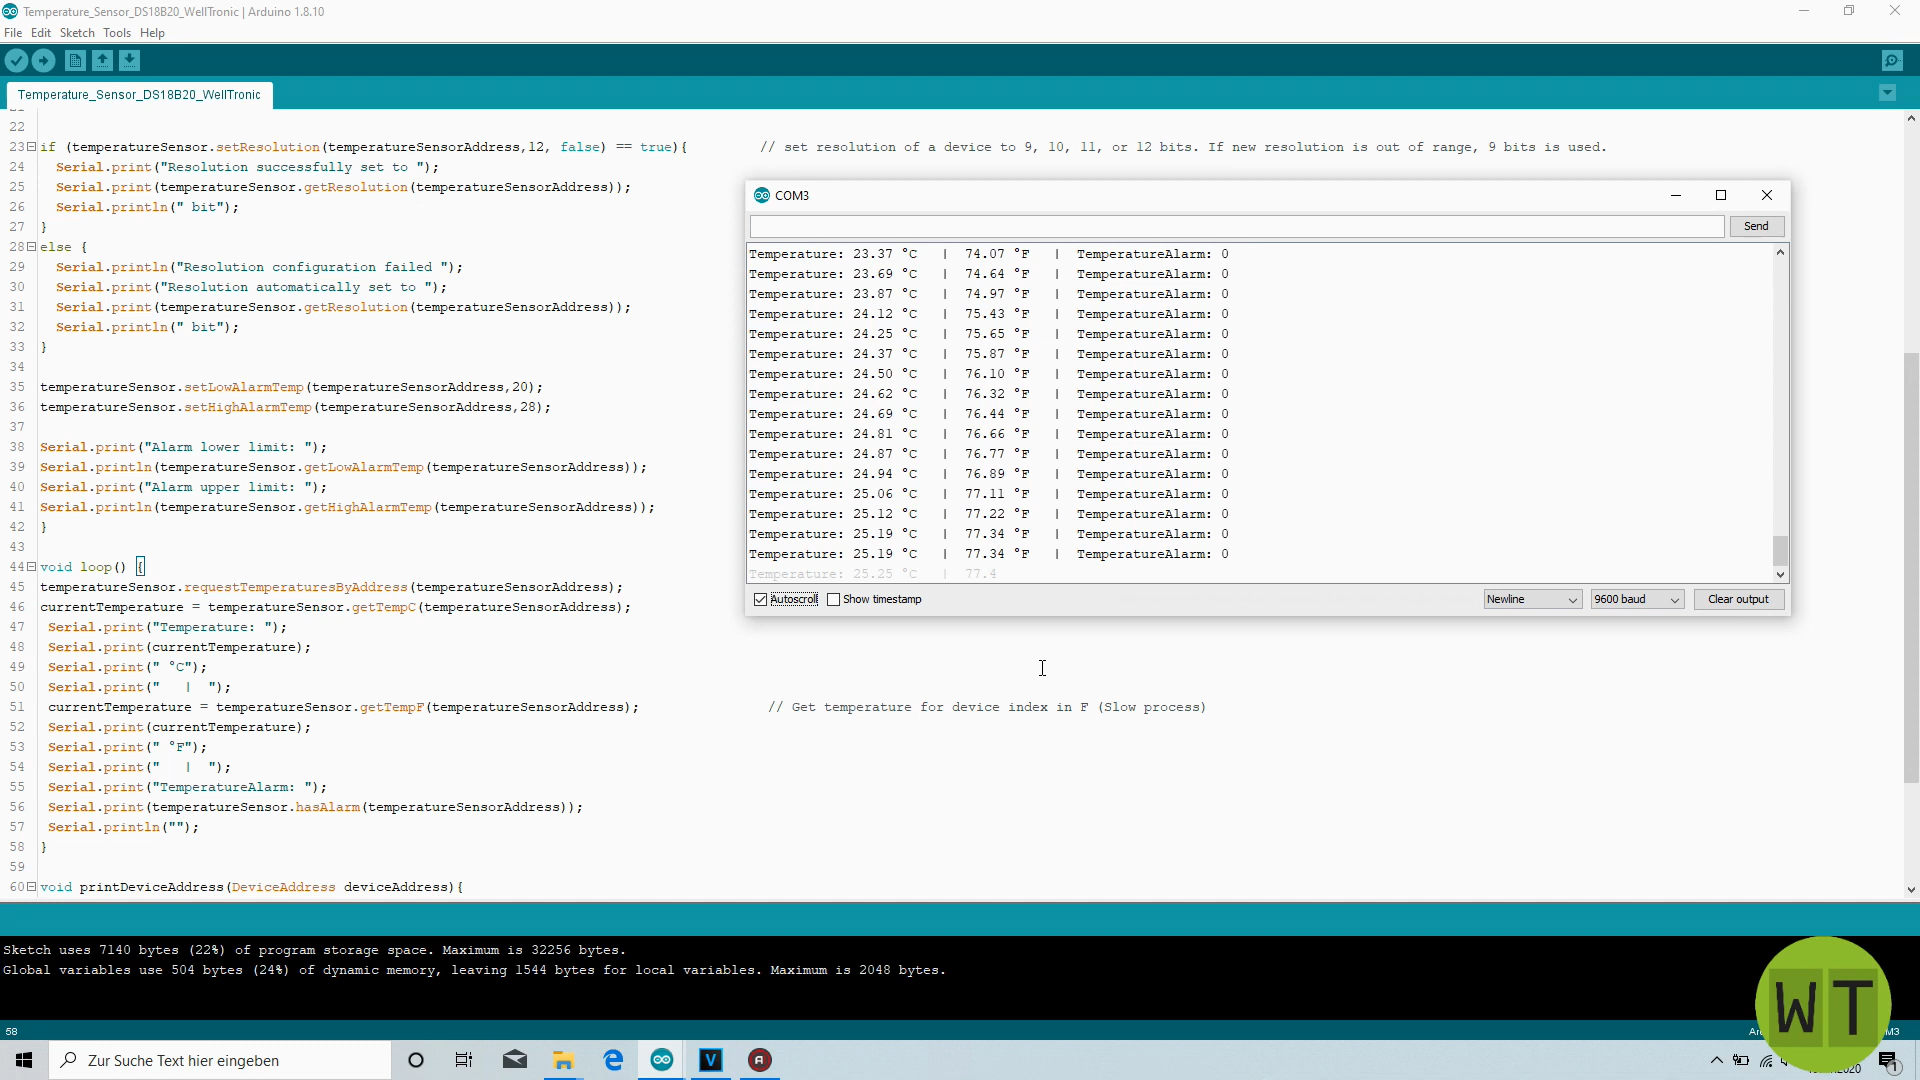 Temperature_Sensor_DS18B20_WellTronic | Arduino 1.8.10
File Edit Sketch Tools Help
Temperature_Sensor_DS18B20_WellTronic
22
23 if (temperatureSensor.setResolution(temperatureSensorAddress,12, false) == true){ // set resolution of a device to 9, 10, 11, or 12 bits. If new resolution is out of range, 9 bits is used.
24 Serial.print("Resolution successfully set to ");
25 Serial.print(temperatureSensor.getResolution(temperatureSensorAddress));
26 Serial.println(" bit");
27 }
28 else {
29 Serial.println("Resolution configuration failed ");
30 Serial.print("Resolution automatically set to ");
31 Serial.print(temperatureSensor.getResolution(temperatureSensorAddress));
32 Serial.println(" bit");
33 }
34
35 temperatureSensor.setLowAlarmTemp(temperatureSensorAddress,20);
36 temperatureSensor.setHighAlarmTemp(temperatureSensorAddress,28);
37
38 Serial.print("Alarm lower limit: ");
39 Serial.println(temperatureSensor.getLowAlarmTemp(temperatureSensorAddress));
40 Serial.print("Alarm upper limit: ");
41 Serial.println(temperatureSensor.getHighAlarmTemp(temperatureSensorAddress));
42 }
43
44 void loop() {
45 temperatureSensor.requestTemperaturesByAddress(temperatureSensorAddress);
46 currentTemperature = temperatureSensor.getTempC(temperatureSensorAddress);
47 Serial.print("Temperature: ");
48 Serial.print(currentTemperature);
49 Serial.print(" °C");
50 Serial.print("   |  ");
51 currentTemperature = temperatureSensor.getTempF(temperatureSensorAddress); // Get temperature for device index in F (Slow process)
52 Serial.print(currentTemperature);
53 Serial.print(" °F");
54 Serial.print("   |  ");
55 Serial.print("TemperatureAlarm: ");
56 Serial.print(temperatureSensor.hasAlarm(temperatureSensorAddress));
57 Serial.println("");
58 }
59
60 void printDeviceAddress(DeviceAddress deviceAddress){
COM3
Send
Temperature: 23.37 °C | 74.07 °F | TemperatureAlarm: 0
Temperature: 23.69 °C | 74.64 °F | TemperatureAlarm: 0
Temperature: 23.87 °C | 74.97 °F | TemperatureAlarm: 0
Temperature: 24.12 °C | 75.43 °F | TemperatureAlarm: 0
Temperature: 24.25 °C | 75.65 °F | TemperatureAlarm: 0
Temperature: 24.37 °C | 75.87 °F | TemperatureAlarm: 0
Temperature: 24.50 °C | 76.10 °F | TemperatureAlarm: 0
Temperature: 24.62 °C | 76.32 °F | TemperatureAlarm: 0
Temperature: 24.69 °C | 76.44 °F | TemperatureAlarm: 0
Temperature: 24.81 °C | 76.66 °F | TemperatureAlarm: 0
Temperature: 24.87 °C | 76.77 °F | TemperatureAlarm: 0
Temperature: 24.94 °C | 76.89 °F | TemperatureAlarm: 0
Temperature: 25.06 °C | 77.11 °F | TemperatureAlarm: 0
Temperature: 25.12 °C | 77.22 °F | TemperatureAlarm: 0
Temperature: 25.19 °C | 77.34 °F | TemperatureAlarm: 0
Temperature: 25.19 °C | 77.34 °F | TemperatureAlarm: 0
Temperature: 25.25 °C | 77.4
Autoscroll Show timestamp Newline 9600 baud Clear output
Sketch uses 7140 bytes (22%) of program storage space. Maximum is 32256 bytes.
Global variables use 504 bytes (24%) of dynamic memory, leaving 1544 bytes for local variables. Maximum is 2048 bytes.
58
WT
Zur Suche Text hier eingeben